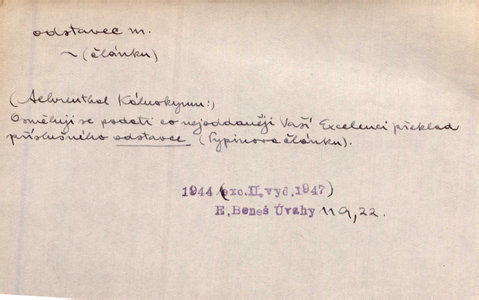 odstavec m.
~ (článku)
(Aehrenthal Kálnokymu:)
Osměluji se podati co nejoddaněji Vaší Excelenci překlad
příslušného odstavce (Pypinova článku).
1944 (exc.II.vyd.1947)
E.Beneš Úvahy 119,22.